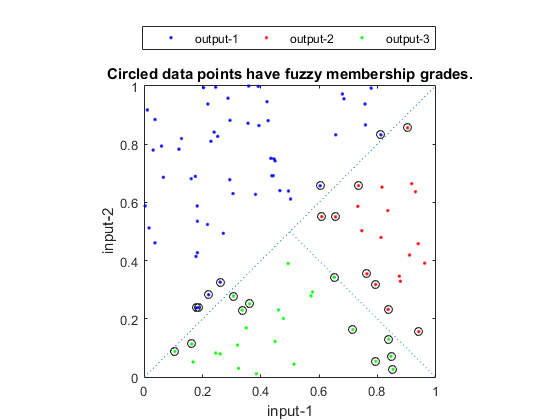 output-1 output-2 output-3
Circled data points have fuzzy membership grades.
1
0.8
0.6
0.4
0.2
0
input-2
0 0.2 0.4 0.6 0.8 1
input-1